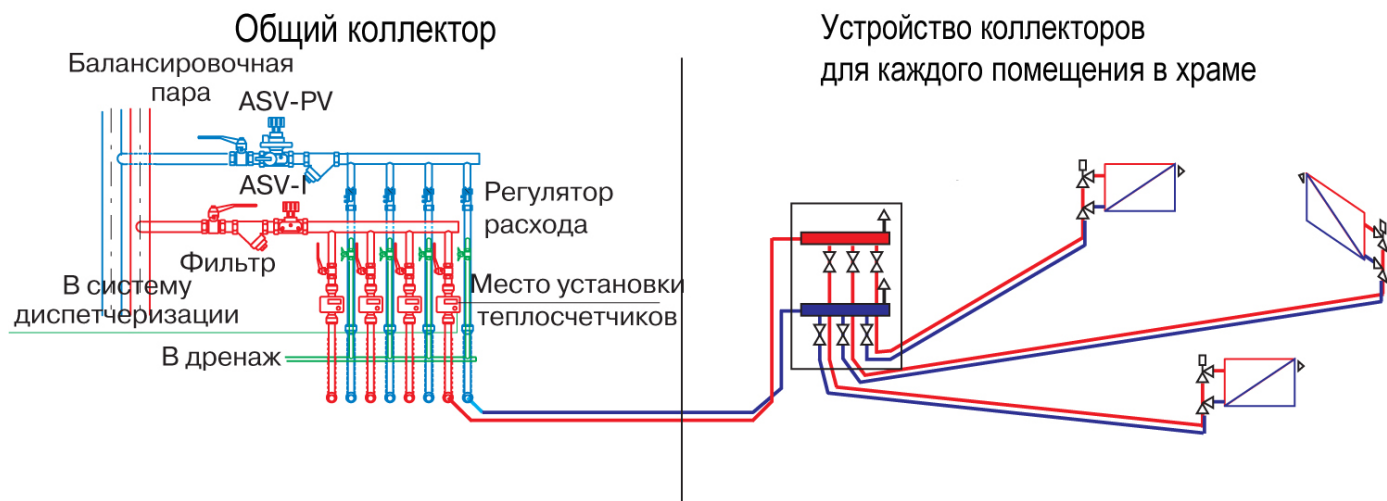 Общий коллектор
Балансировочная
пара
ASV-PV
ASV-I
Регулятор
расхода
Фильтр
В систему
диспетчеризации
Место установки
теплосчетчиков
В дренаж
Устройство коллекторов
для каждого помещения в храме